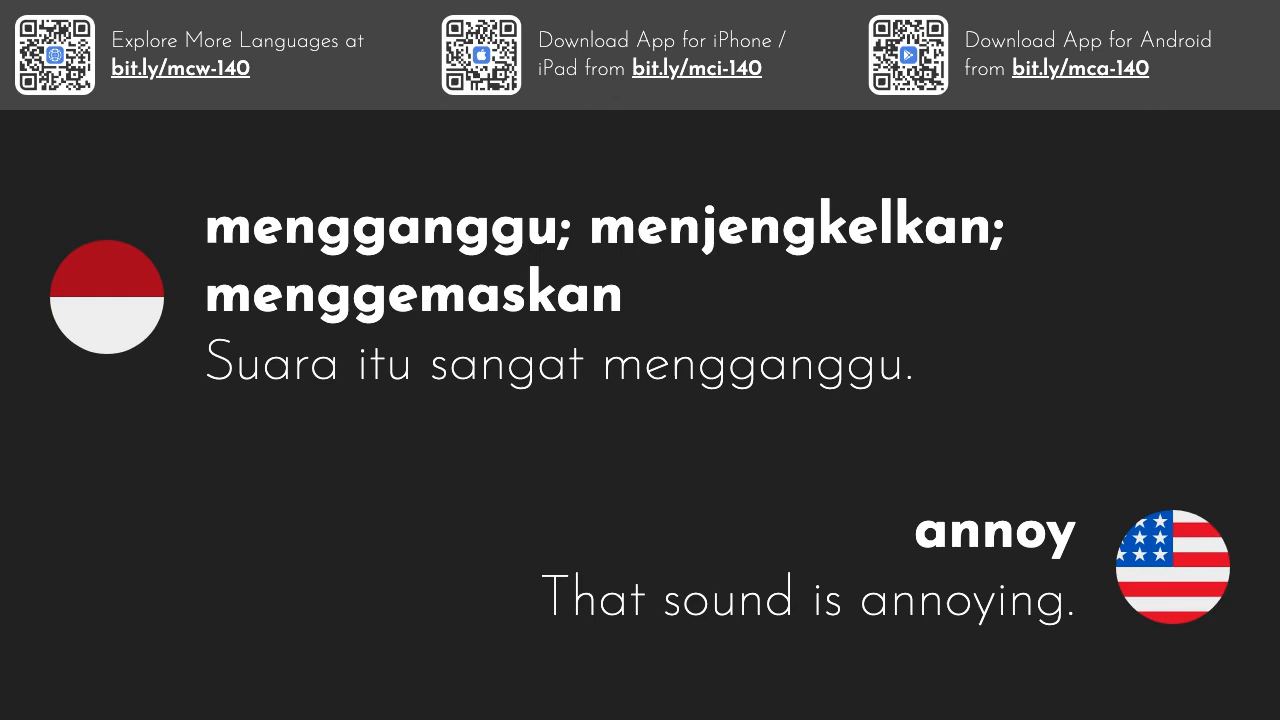 Explore More Languages at
bit.ly/mcw-140
Download App for iPhone /
iPad from bit.ly/mci-140
Download App for Android
from bit.ly/mca-140
mengganggu; menjengkelkan;
menggemaskan
Suara itu sangat mengganggu.
annoy
That sound is annoying.